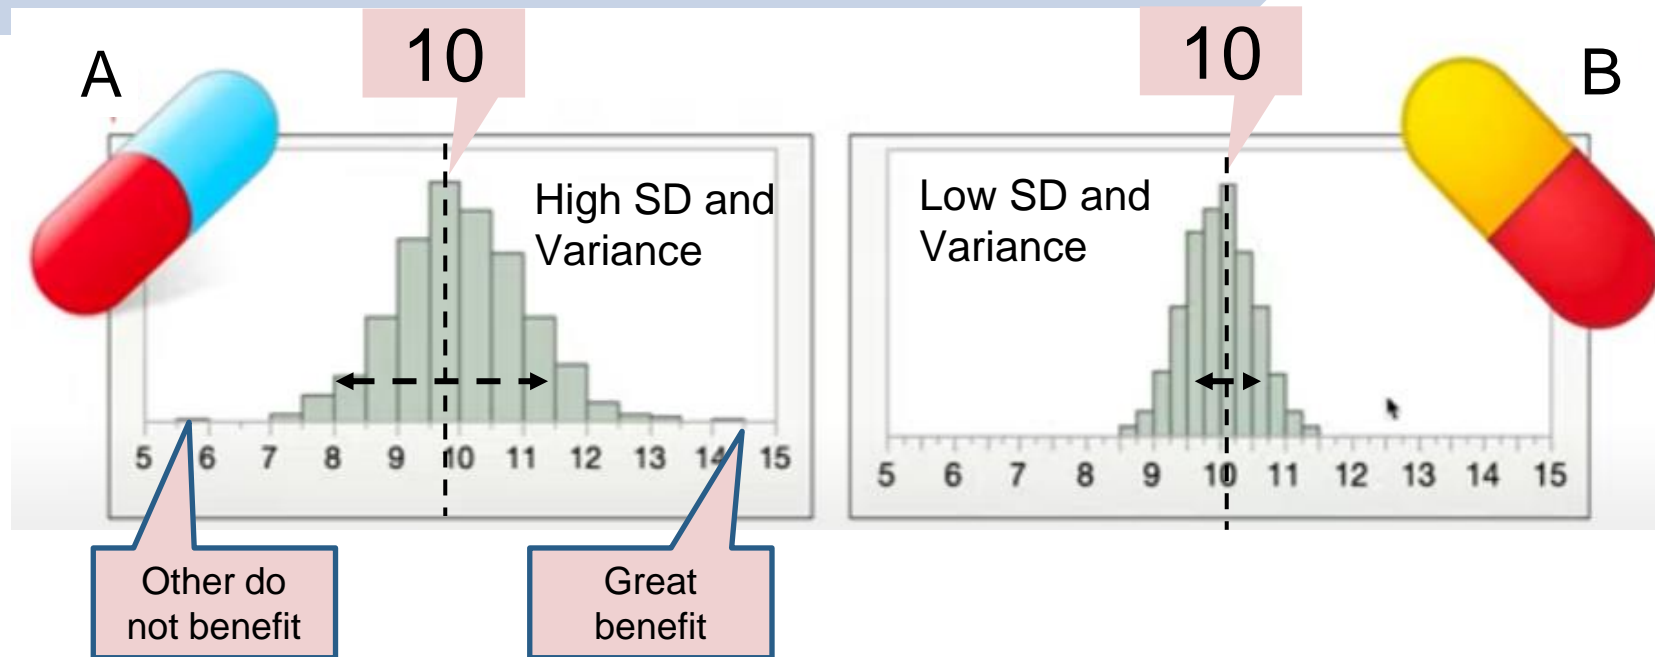 A
10
10
B
High SD and
Variance
Low SD and
Variance
5 6 7 8 9 10 11 12 13 14 15
5 6 7 8 9 10 11 12 13 14 15
Other do
not benefit
Great
benefit